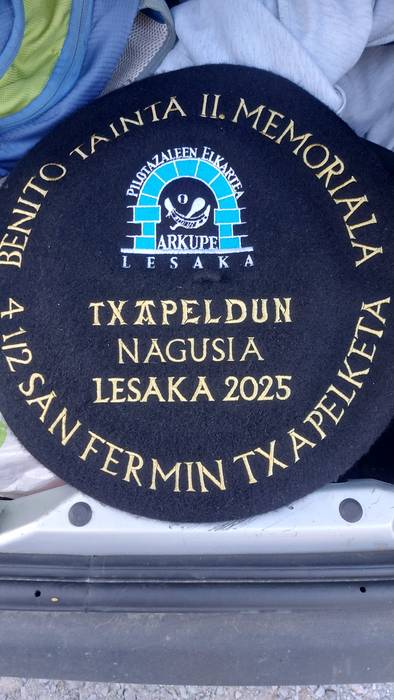 BENITO TAINTA II. MEMORIALA
PILOTAZALEEN ELKARTEA
ARKUPE
LESAKA
TXAPELDUN
NAGUSIA
LESAKA 2025
4 1/2 SAN FERMIN TXAPELKETA